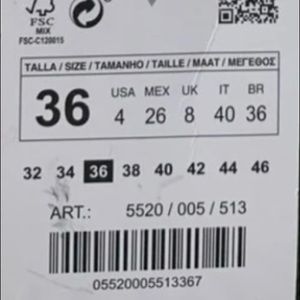 FSC
MIX
FSC-C120015
TALLA / SIZE / TAMANHO / TAILLE / MAAT / ΜΕΓΕΘΟΣ
36 USA MEX UK IT BR
4 26 8 40 36
32 34 36 38 40 42 44 46
ART.: 5520 / 005 / 513
05520005513367